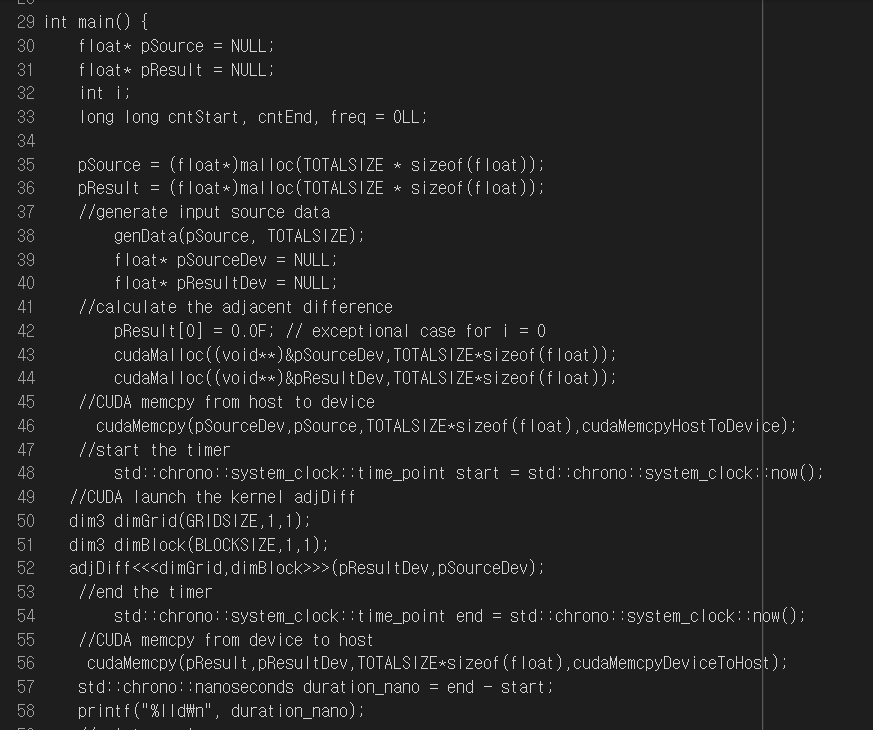 29 int main() {
30     float* pSource = NULL;
31     float* pResult = NULL;
32     int i;
33     long long cntStart, cntEnd, freq = 0LL;
34
35     pSource = (float*)malloc(TOTALSIZE * sizeof(float));
36     pResult = (float*)malloc(TOTALSIZE * sizeof(float));
37     //generate input source data
38         genData(pSource, TOTALSIZE);
39         float* pSourceDev = NULL;
40         float* pResultDev = NULL;
41     //calculate the adjacent difference
42         pResult[0] = 0.0F; // exceptional case for i = 0
43         cudaMalloc((void**)&pSourceDev,TOTALSIZE*sizeof(float));
44         cudaMalloc((void**)&pResultDev,TOTALSIZE*sizeof(float));
45     //CUDA memcpy from host to device
46       cudaMemcpy(pSourceDev,pSource,TOTALSIZE*sizeof(float),cudaMemcpyHostToDevice);
47     //start the timer
48         std::chrono::system_clock::time_point start = std::chrono::system_clock::now();
49    //CUDA launch the kernel adjDiff
50    dim3 dimGrid(GRIDSIZE,1,1);
51    dim3 dimBlock(BLOCKSIZE,1,1);
52    adjDiff<<<dimGrid,dimBlock>>>(pResultDev,pSourceDev);
53     //end the timer
54         std::chrono::system_clock::time_point end = std::chrono::system_clock::now();
55     //CUDA memcpy from device to host
56      cudaMemcpy(pResult,pResultDev,TOTALSIZE*sizeof(float),cudaMemcpyDeviceToHost);
57     std::chrono::nanoseconds duration_nano = end - start;
58     printf("%lld₩n", duration_nano);